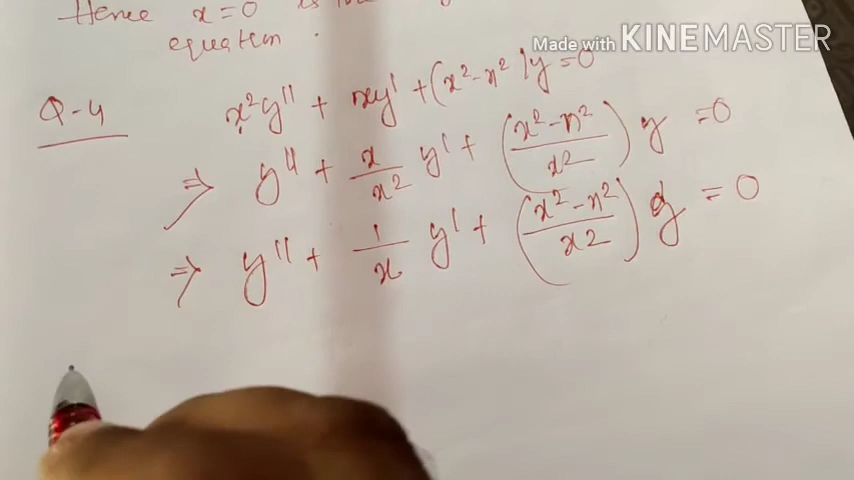 Hence x=0 is
equation.
Made with KINEMASTER
Q-4 x²y'' + xy' + (x²-n²)y=0
⇒ y'' + x/x² y' + ((x²-n²)/x²) y =0
⇒ y'' + 1/x y' + ((x²-n²)/x2) y =0